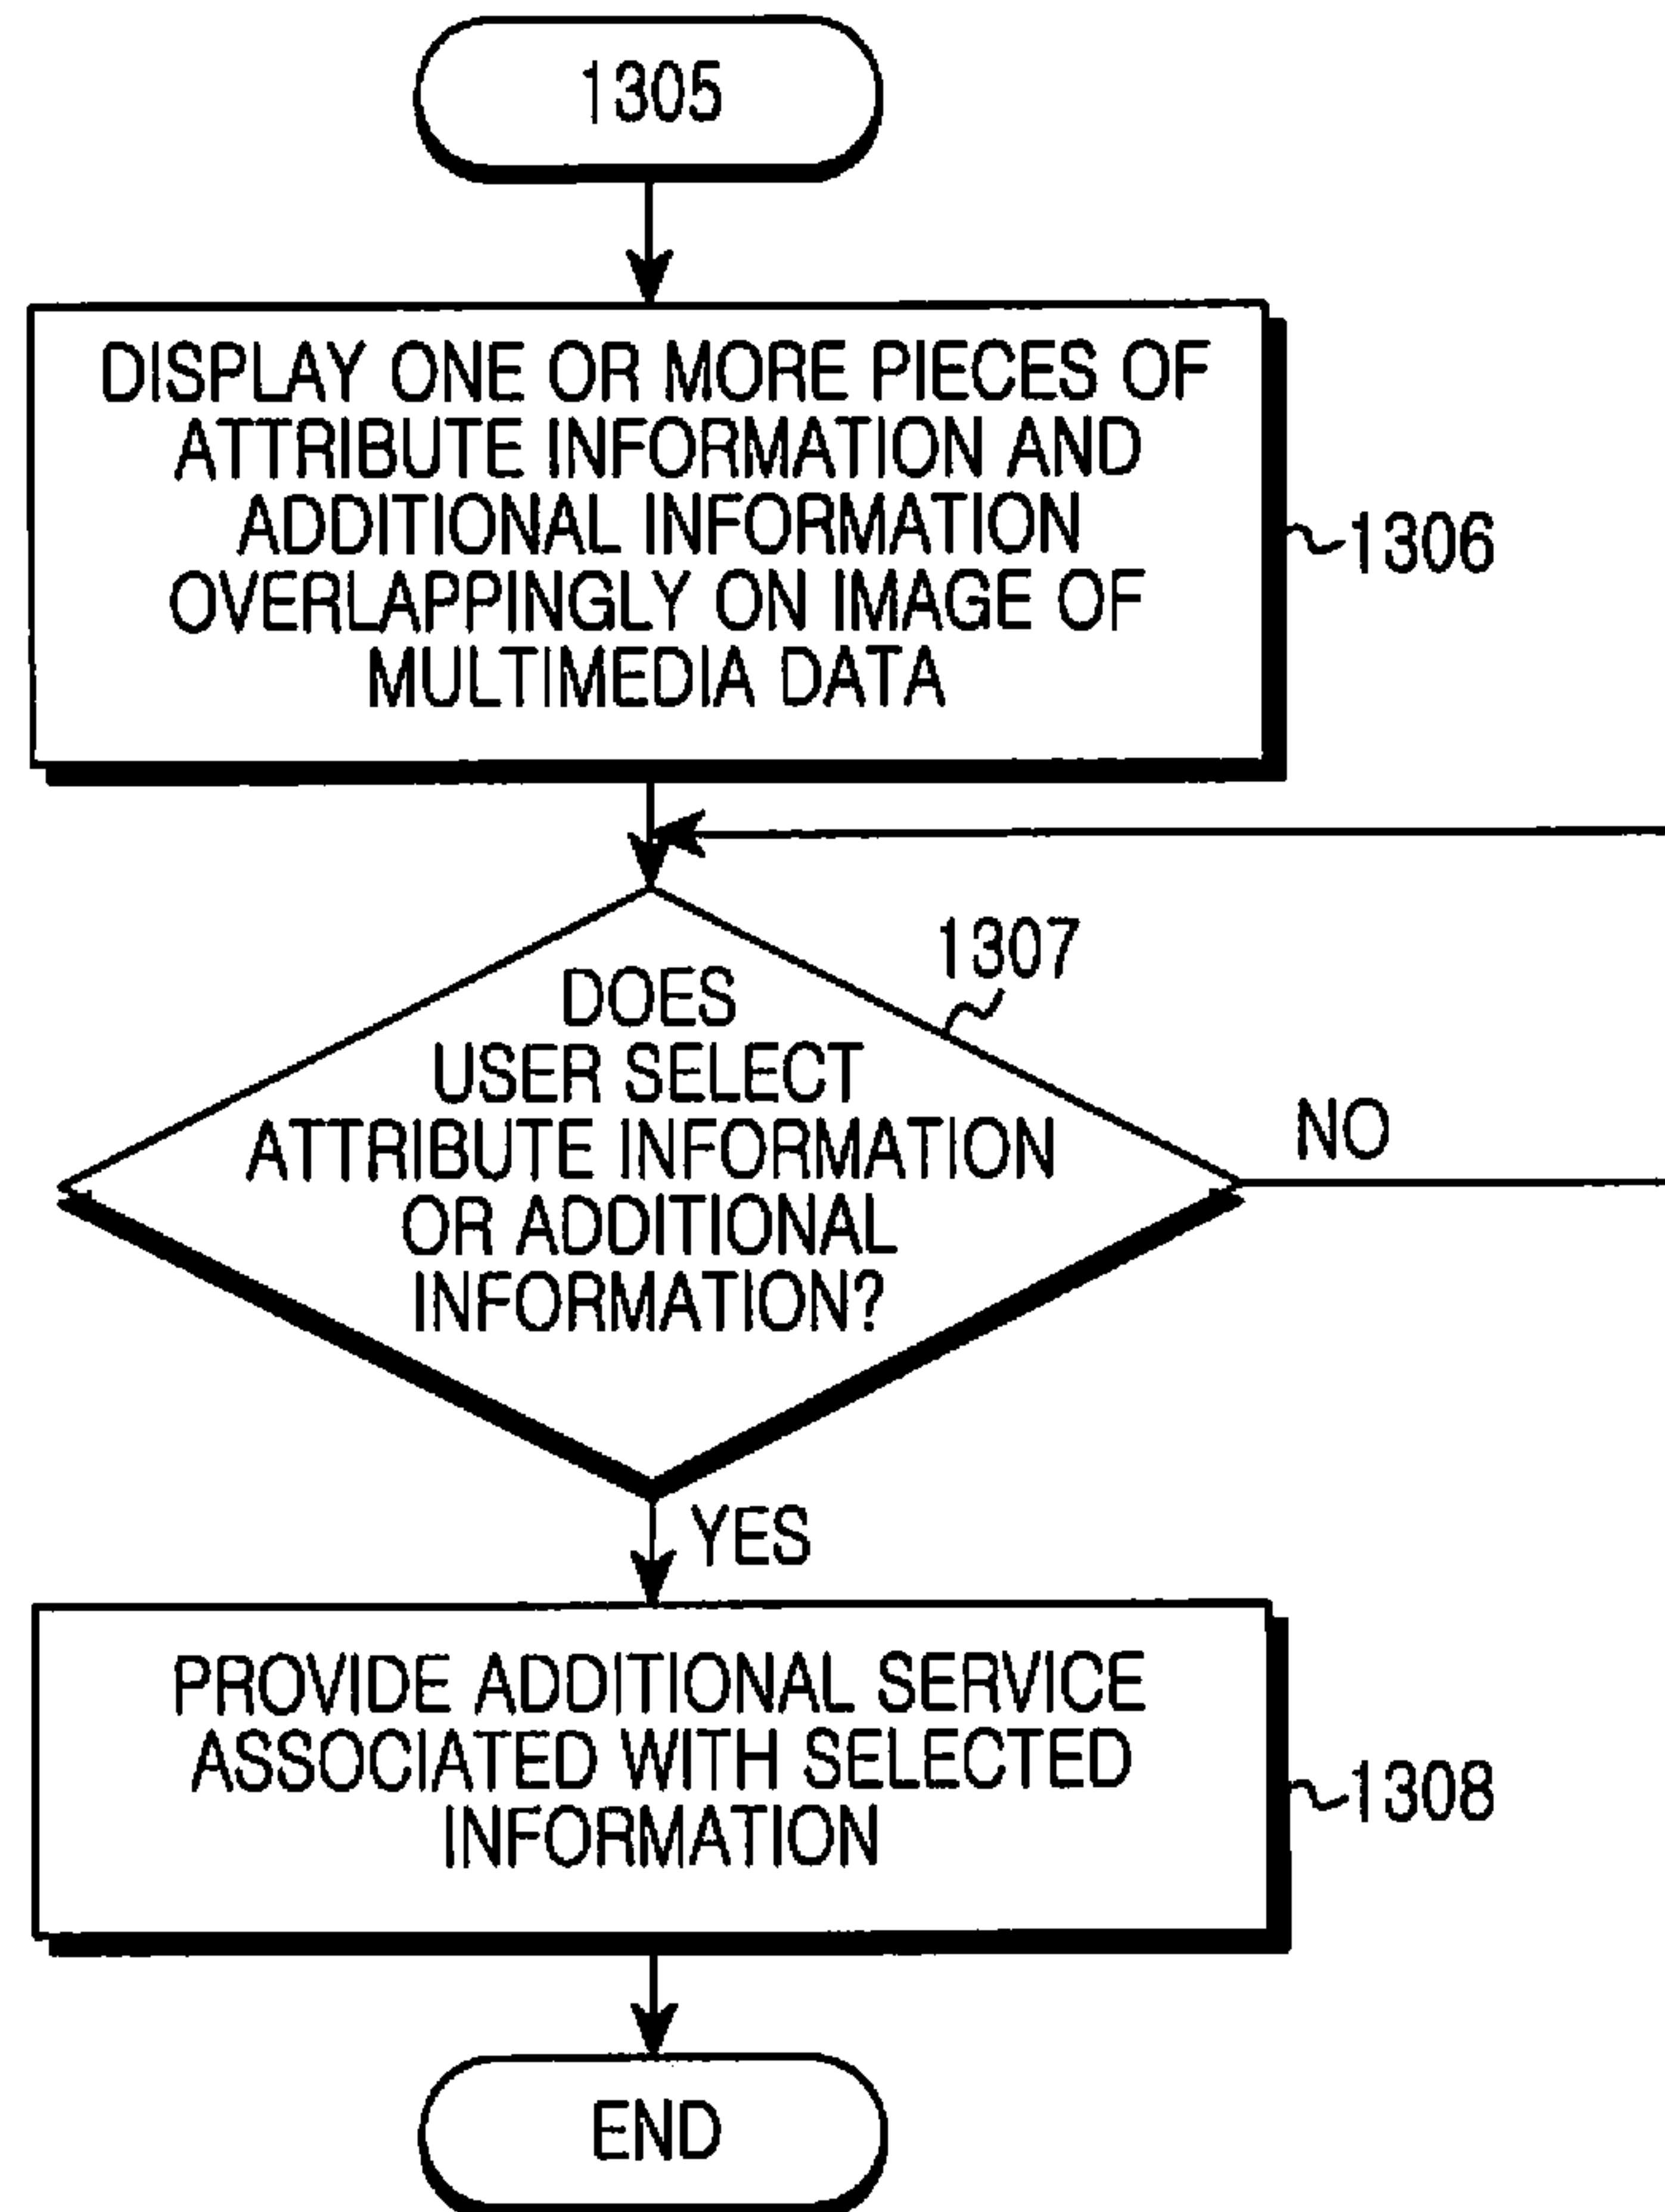 1305
DISPLAY ONE OR MORE PIECES OF
ATTRIBUTE INFORMATION AND
ADDITIONAL INFORMATION
OVERLAPPINGLY ON IMAGE OF
MULTIMEDIA DATA
1306
1307
DOES
USER SELECT
ATTRIBUTE INFORMATION
OR ADDITIONAL
INFORMATION?
NO
YES
PROVIDE ADDITIONAL SERVICE
ASSOCIATED WITH SELECTED
INFORMATION
1308
END